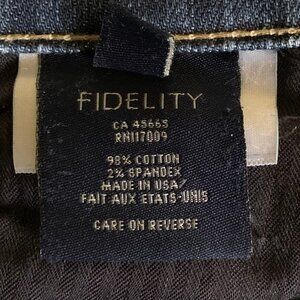 FIDELITY
CA 45665
RN117009
98% COTTON
2% SPANDEX
MADE IN USA/
FAIT AUX ETATS-UNIS
CARE ON REVERSE